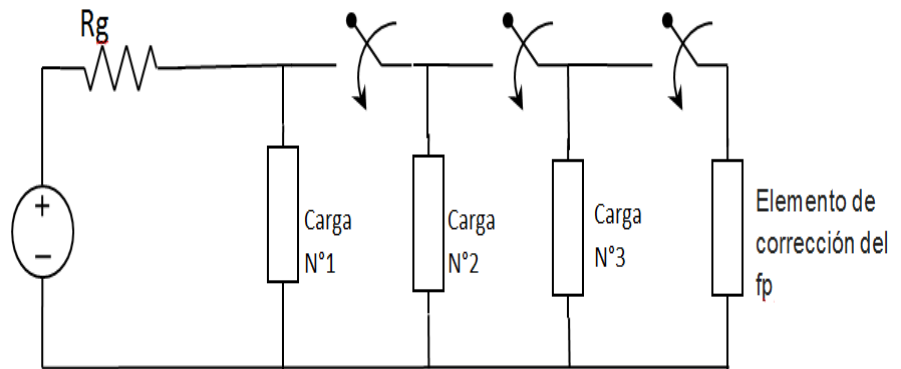 Rg
+
−
Carga
N°1
Carga
N°2
Carga
N°3
Elemento de
corrección del
fp